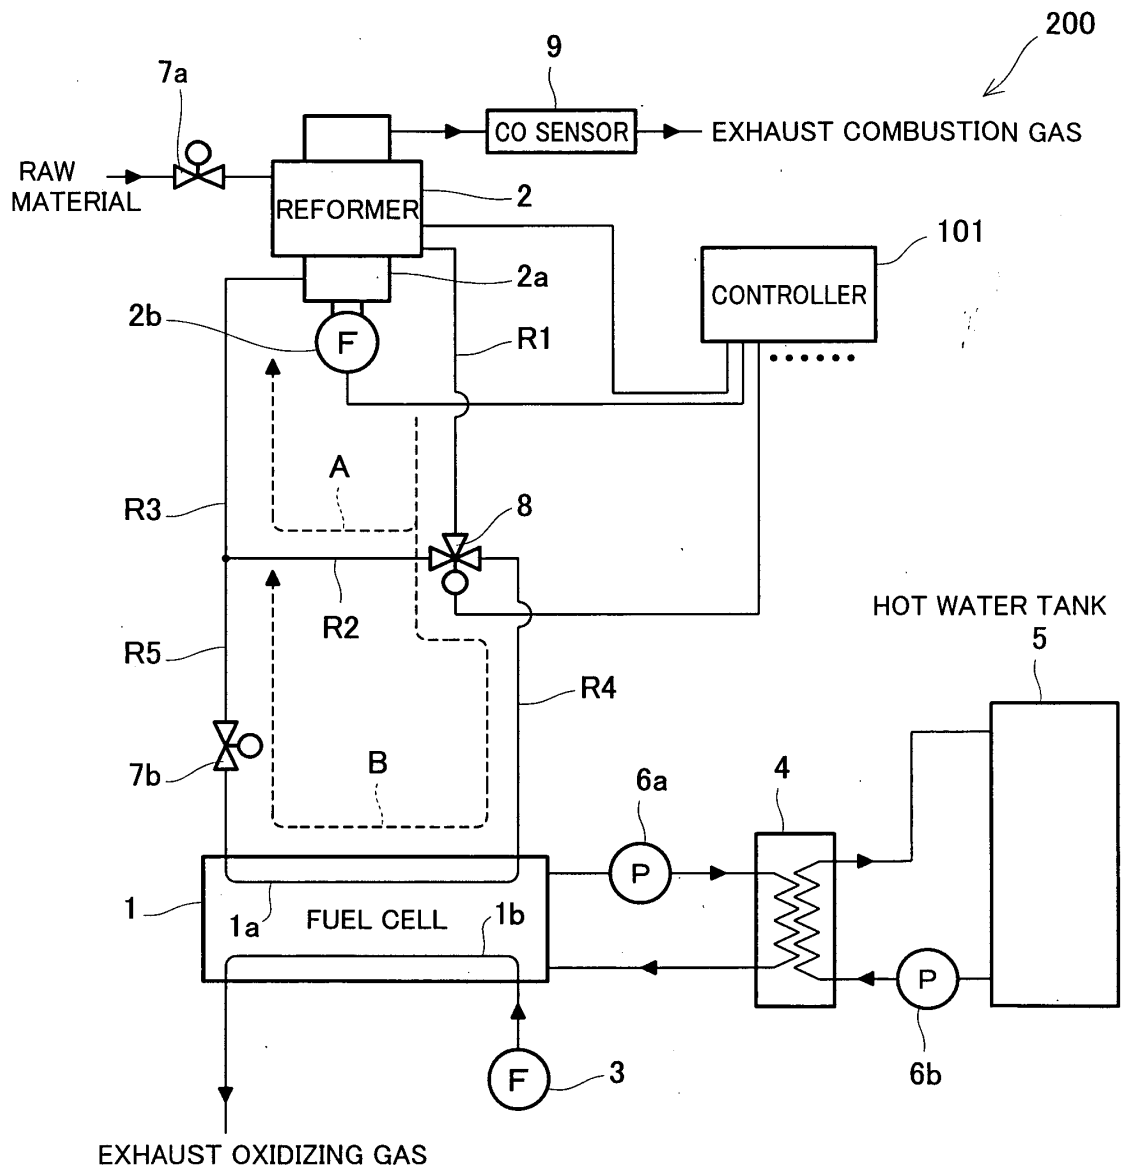 200
9
7a
CO SENSOR
EXHAUST COMBUSTION GAS
RAW
MATERIAL
2
REFORMER
101
2a
CONTROLLER
2b
F
R1
A
R3
8
R2
HOT WATER TANK
5
R5
R4
7b
B
6a
4
P
1
1a
FUEL CELL
1b
P
6b
F
3
EXHAUST OXIDIZING GAS